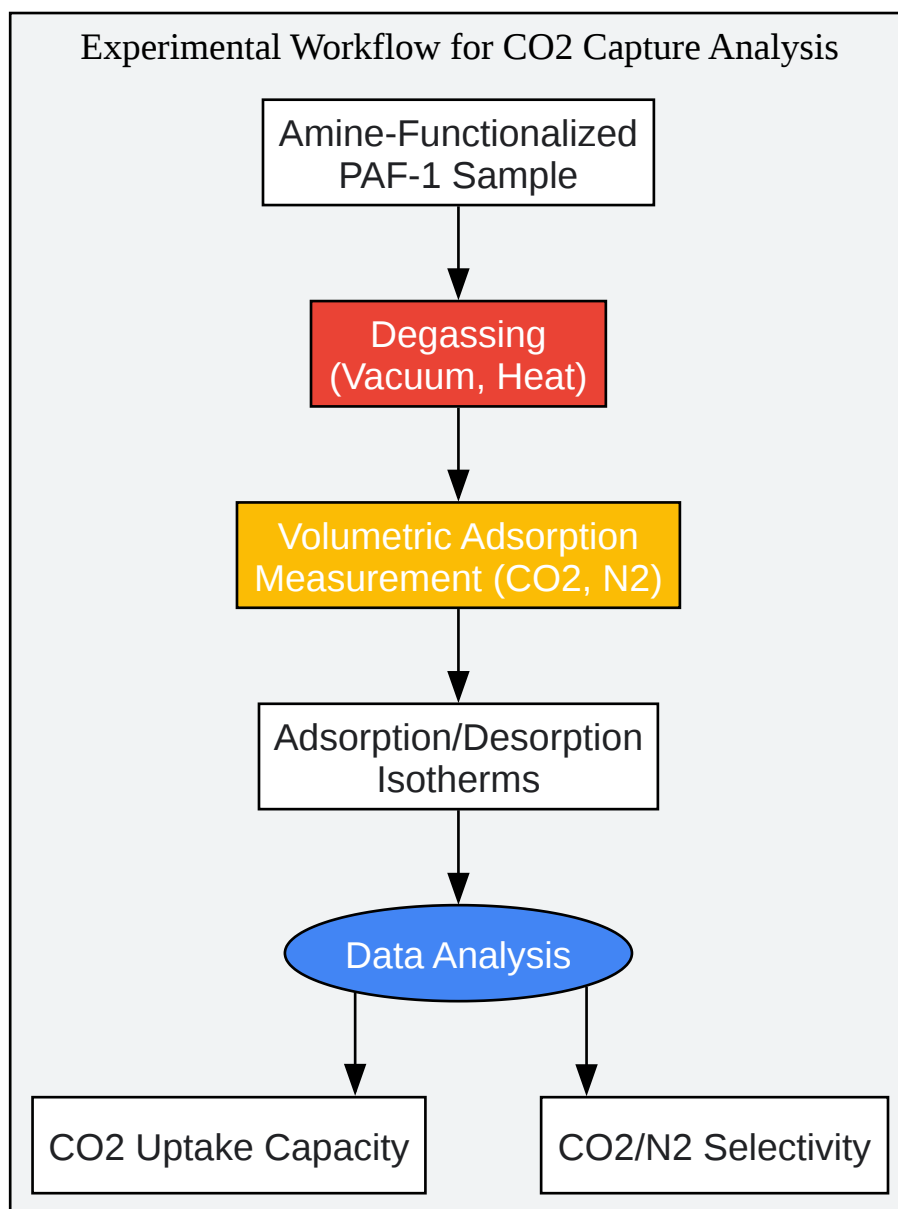 Experimental Workflow for CO2 Capture Analysis
Amine-Functionalized
PAF-1 Sample
Degassing
(Vacuum, Heat)
Volumetric Adsorption
Measurement (CO2, N2)
Adsorption/Desorption
Isotherms
Data Analysis
CO2 Uptake Capacity
CO2/N2 Selectivity